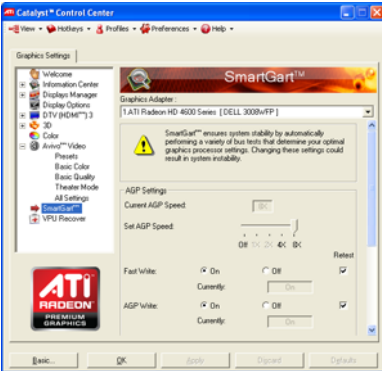 Catalyst™ Control Center
View Hotkeys Profiles Preferences Help
Graphics Settings
Welcome
Information Center
Displays Manager
Display Options
DTV (HDMI™) 3
3D
Color
Avivo™ Video
Presets
Basic Color
Basic Quality
Theater Mode
All Settings
SmartGart™
VPU Recover
ATI
RADEON
PREMIUM
GRAPHICS
SmartGart™
Graphics Adapter:
1.ATI Radeon HD 4600 Series [ DELL 3008WFP ]
SmartGart™ ensures system stability by automatically
performing a variety of bus tests that determine your optimal
graphics processor settings. Changing these settings could
result in system instability.
AGP Settings
Current AGP Speed: 8X
Set AGP Speed:
Off 1X 2X 4X 8X
Retest
Fast Write: On Off
Currently: On
AGP Write: On Off
Currently: On
Basic... OK Apply Discard Defaults